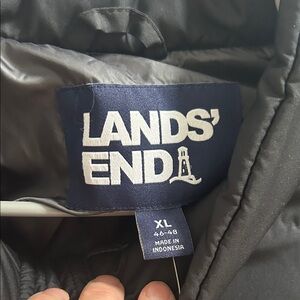 LANDS'
END
XL
46-48
MADE IN
INDONESIA